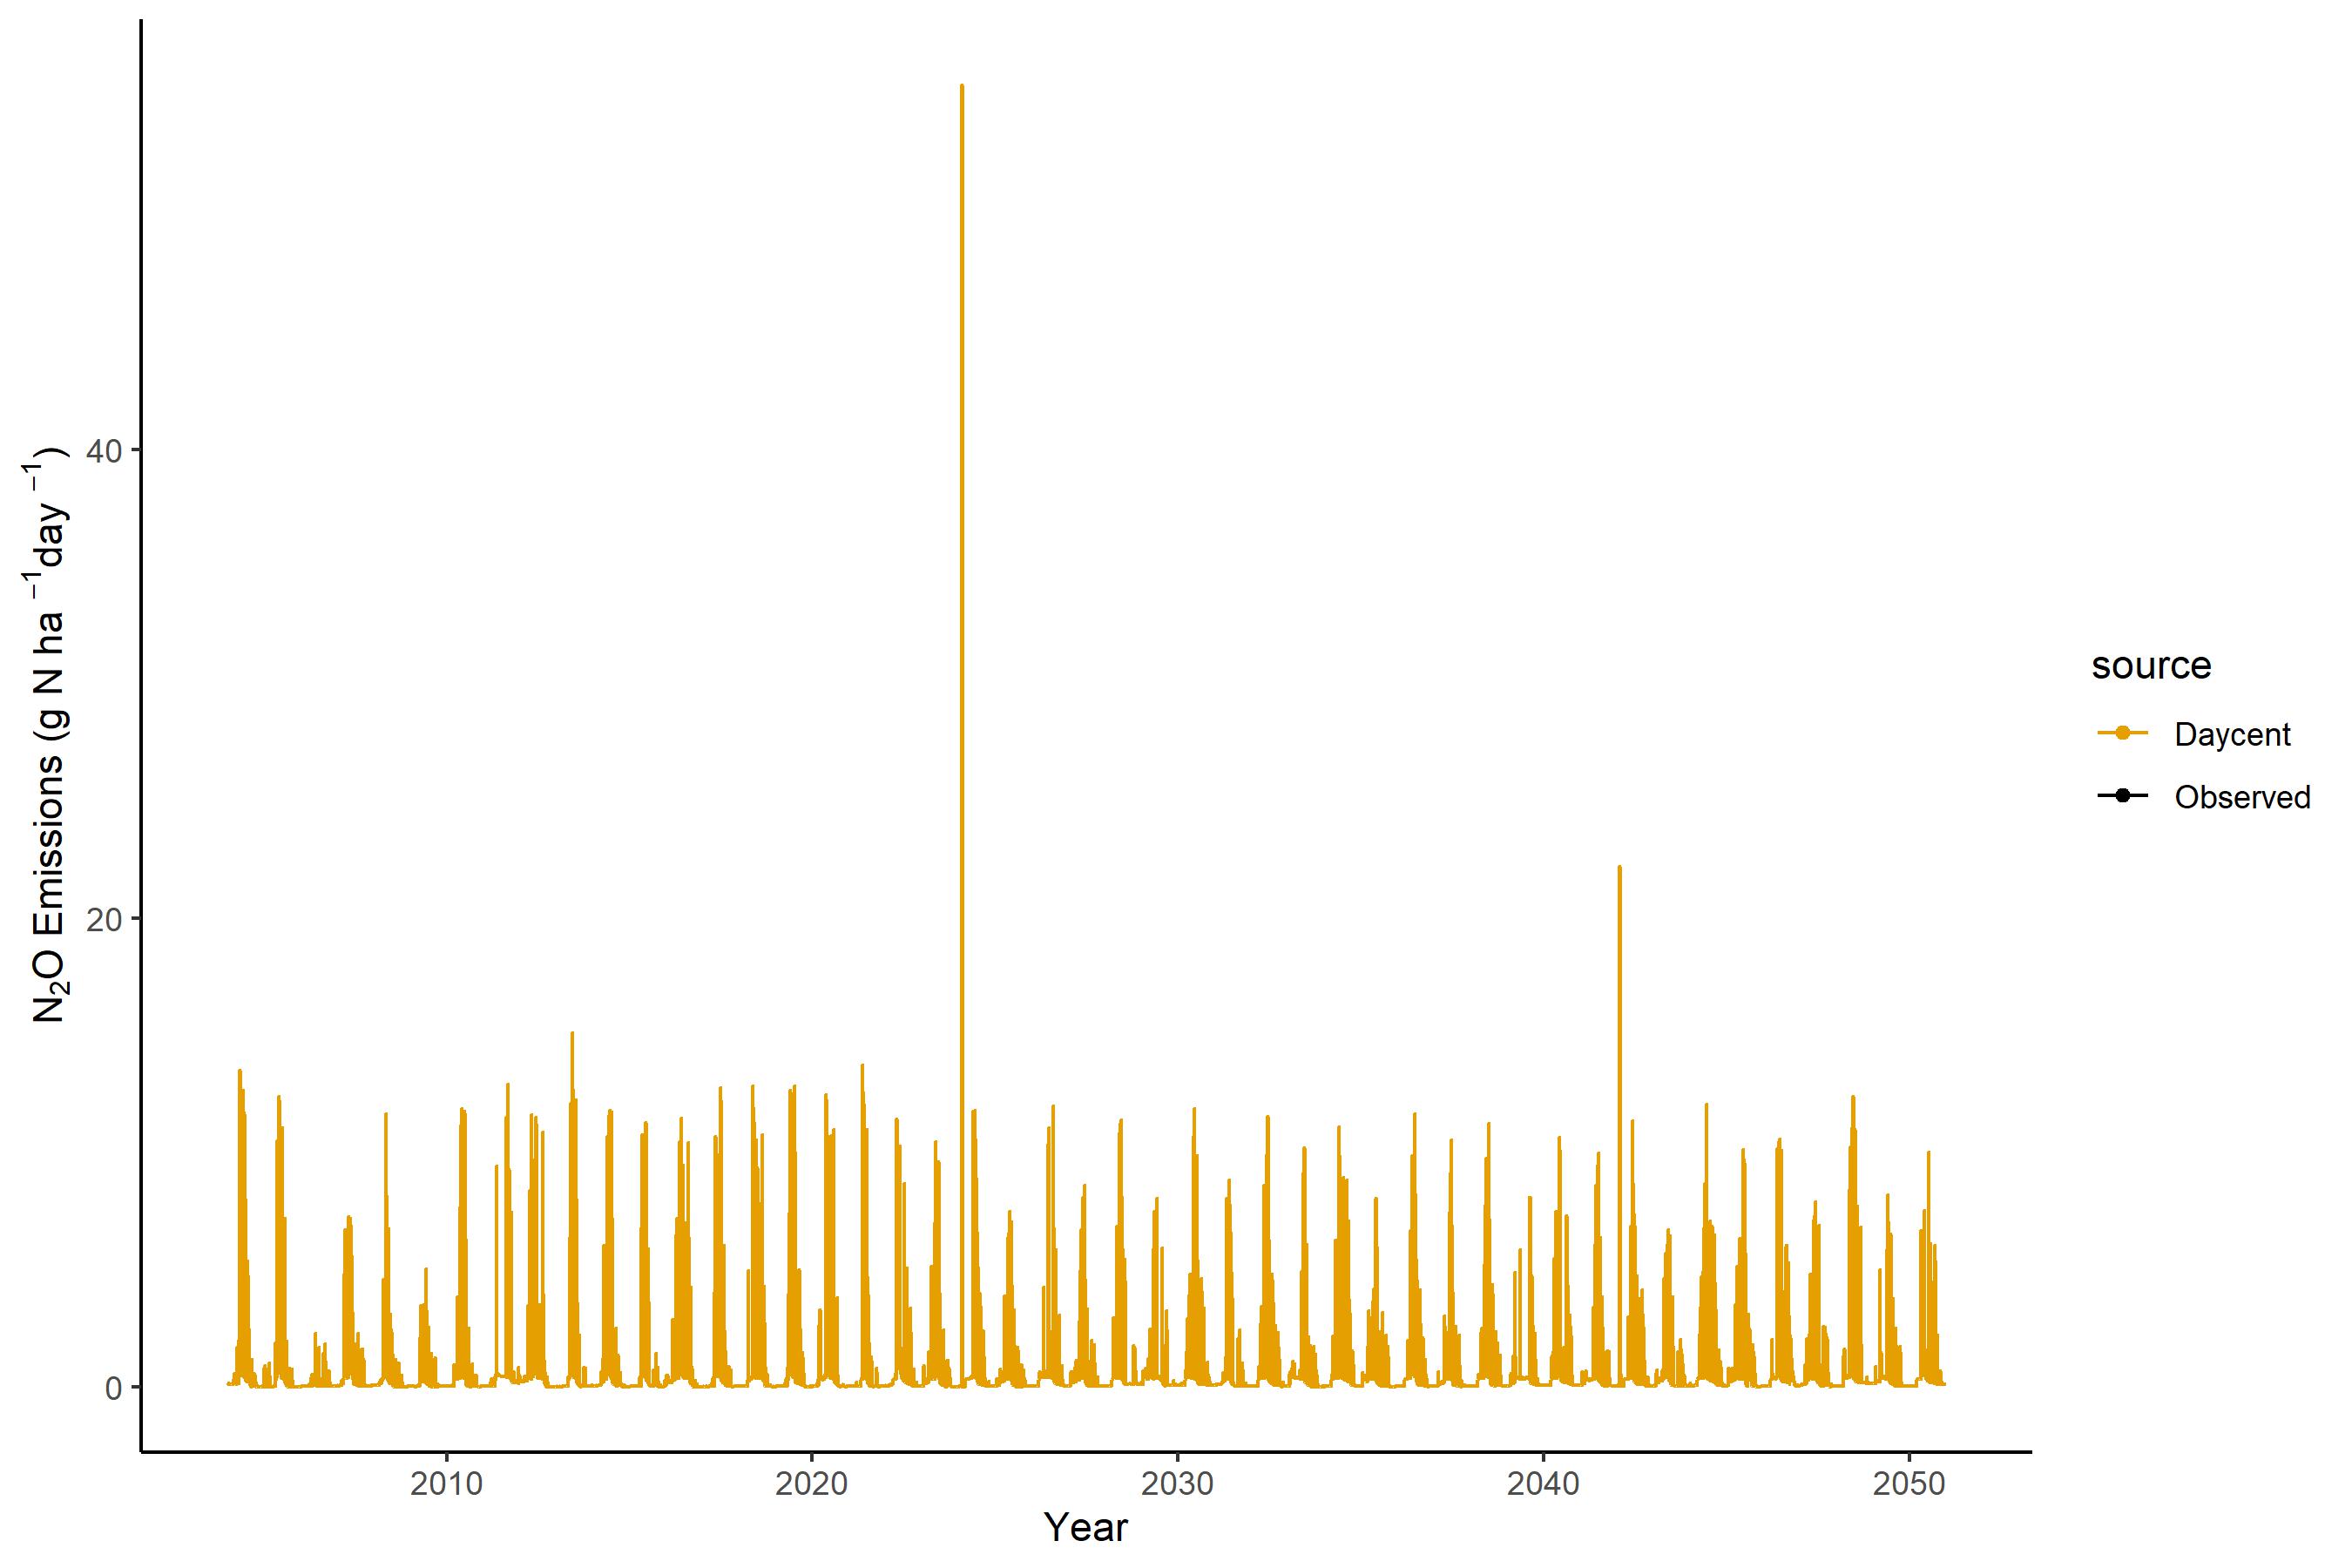 N₂O Emissions (g N ha ⁻¹day ⁻¹)
40
20
0
2010 2020 2030 2040 2050
Year
source
Daycent
Observed